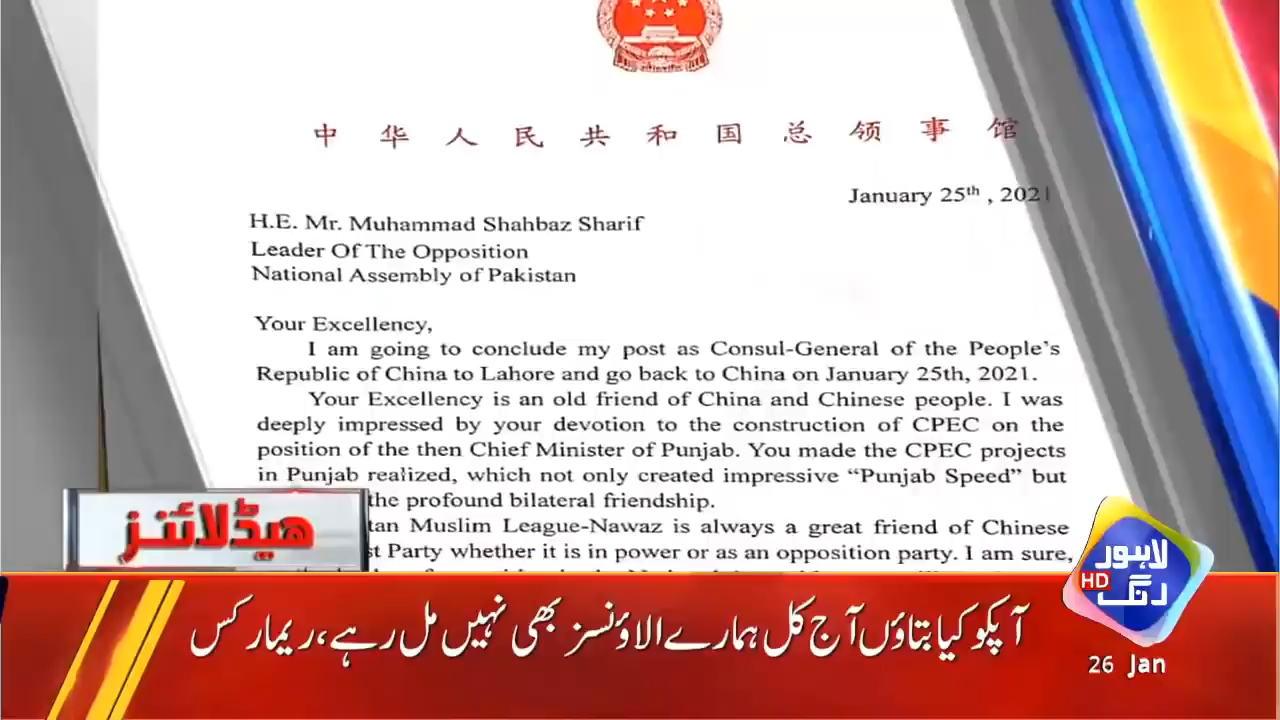 中华人民共和国总领事馆
January 25th , 2021
H.E. Mr. Muhammad Shahbaz Sharif
Leader Of The Opposition
National Assembly of Pakistan
Your Excellency,
I am going to conclude my post as Consul-General of the People's
Republic of China to Lahore and go back to China on January 25th, 2021.
Your Excellency is an old friend of China and Chinese people. I was
deeply impressed by your devotion to the construction of CPEC on the
position of the then Chief Minister of Punjab. You made the CPEC projects
in Punjab realized, which not only created impressive “Punjab Speed” but
the profound bilateral friendship.
tan Muslim League-Nawaz is always a great friend of Chinese
st Party whether it is in power or as an opposition party. I am sure,
ہیڈلائنز
لاہور
رنگ
HD
آپکو کیا بتاؤں آج کل ہمارے الاؤنسز بھی نہیں مل رہے، ریمارکس
26 Jan